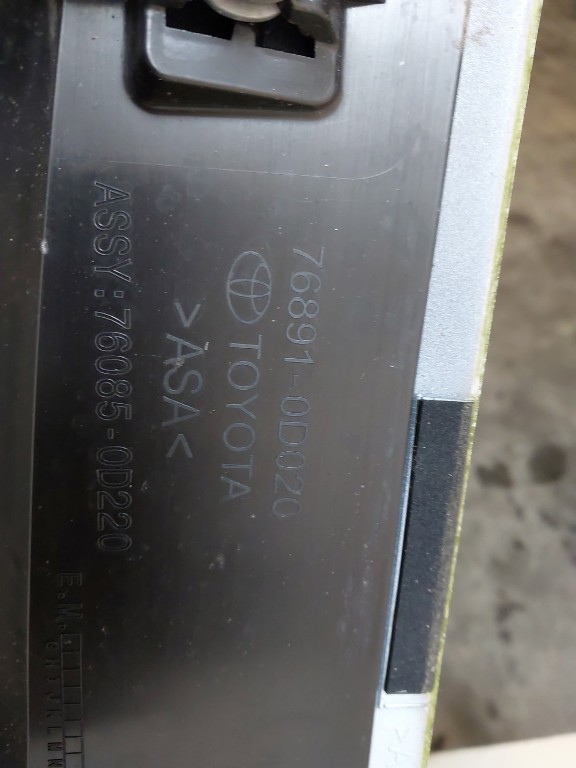 76891-0D020
TOYOTA
>ASA<
ASSY:76085-0D220
E.M.